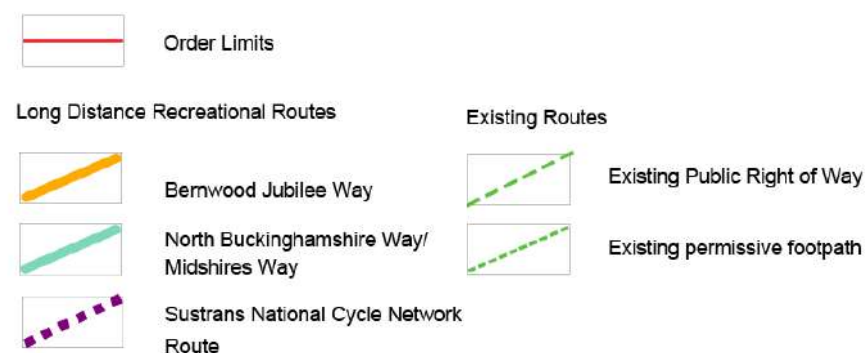 Order Limits
Long Distance Recreational Routes
Bernwood Jubilee Way
North Buckinghamshire Way/
Midshires Way
Sustrans National Cycle Network
Route
Existing Routes
Existing Public Right of Way
Existing permissive footpath